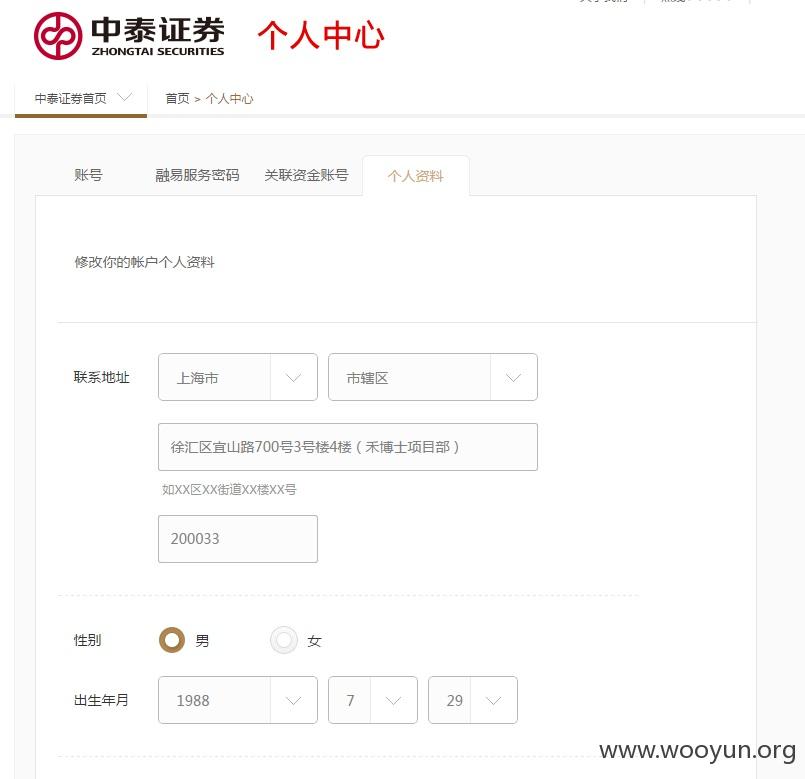 中泰证券
ZHONGTAI SECURITIES
个人中心
中泰证券首页
首页 > 个人中心
账号
融易服务密码
关联资金账号
个人资料
修改你的帐户个人资料
联系地址
上海市
市辖区
徐汇区宜山路700号3号楼4楼（禾博士项目部）
如XX区XX街道XX楼XX号
200033
性别
男
女
出生年月
1988
7
29
www.wooyun.org